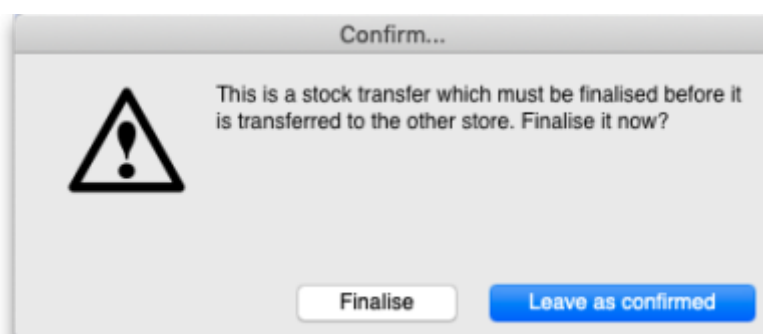 Confirm...
This is a stock transfer which must be finalised before it
is transferred to the other store. Finalise it now?
Finalise
Leave as confirmed